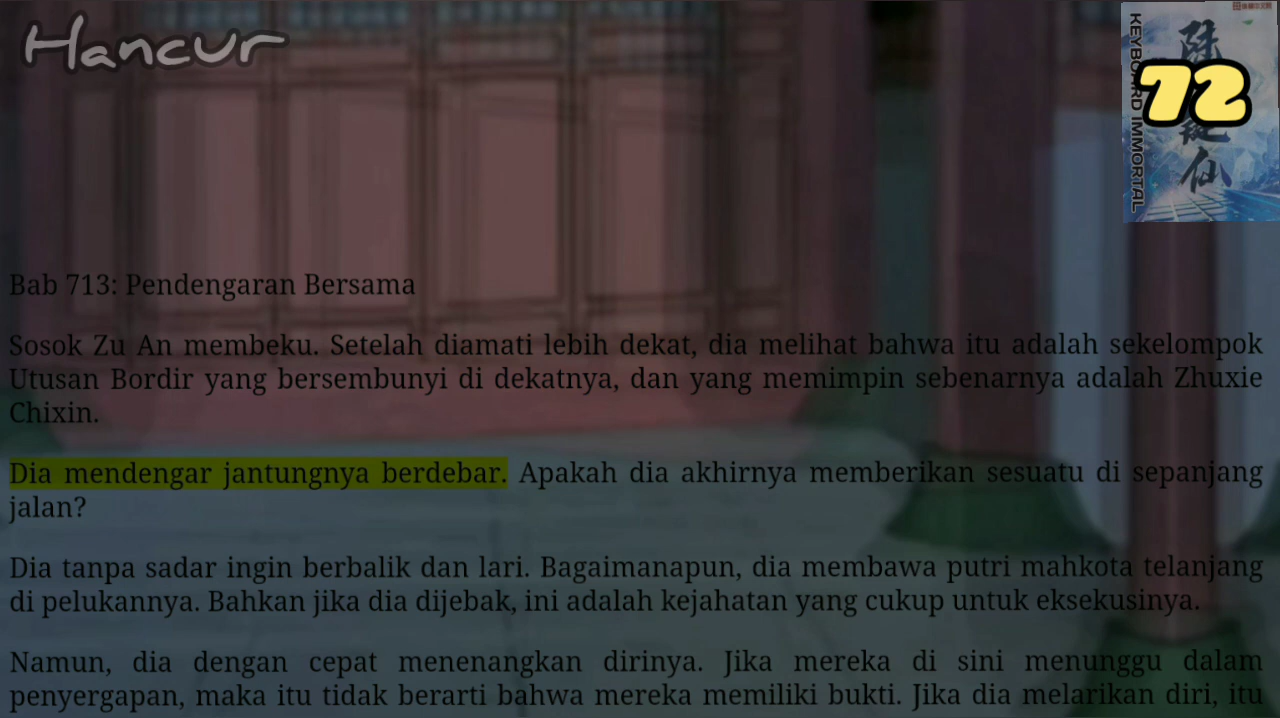 Hancur
KEYBOARD IMMORTAL
72
仙
Bab 713: Pendengaran Bersama
Sosok Zu An membeku. Setelah diamati lebih dekat, dia melihat bahwa itu adalah sekelompok
Utusan Bordir yang bersembunyi di dekatnya, dan yang memimpin sebenarnya adalah Zhuxie
Chixin.
Dia mendengar jantungnya berdebar. Apakah dia akhirnya memberikan sesuatu di sepanjang
jalan?
Dia tanpa sadar ingin berbalik dan lari. Bagaimanapun, dia membawa putri mahkota telanjang
di pelukannya. Bahkan jika dia dijebak, ini adalah kejahatan yang cukup untuk eksekusinya.
Namun, dia dengan cepat menenangkan dirinya. Jika mereka di sini menunggu dalam
penyergapan, maka itu tidak berarti bahwa mereka memiliki bukti. Jika dia melarikan diri, itu